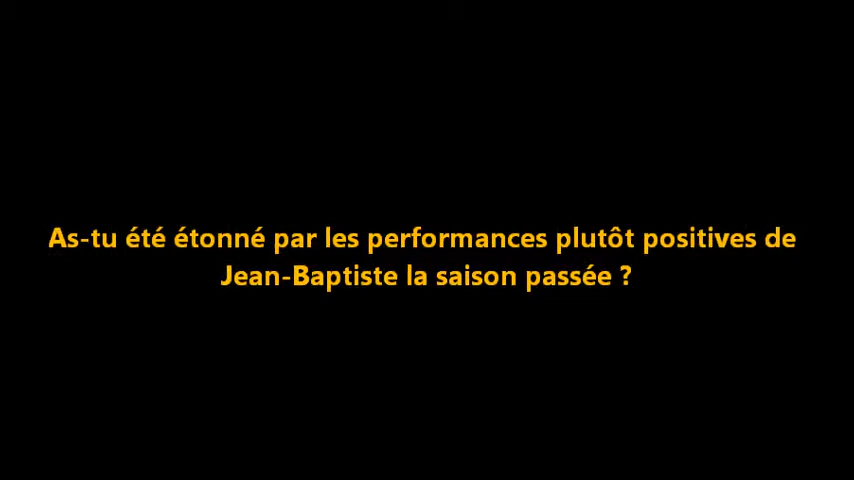 As-tu été étonné par les performances plutôt positives de
Jean-Baptiste la saison passée ?